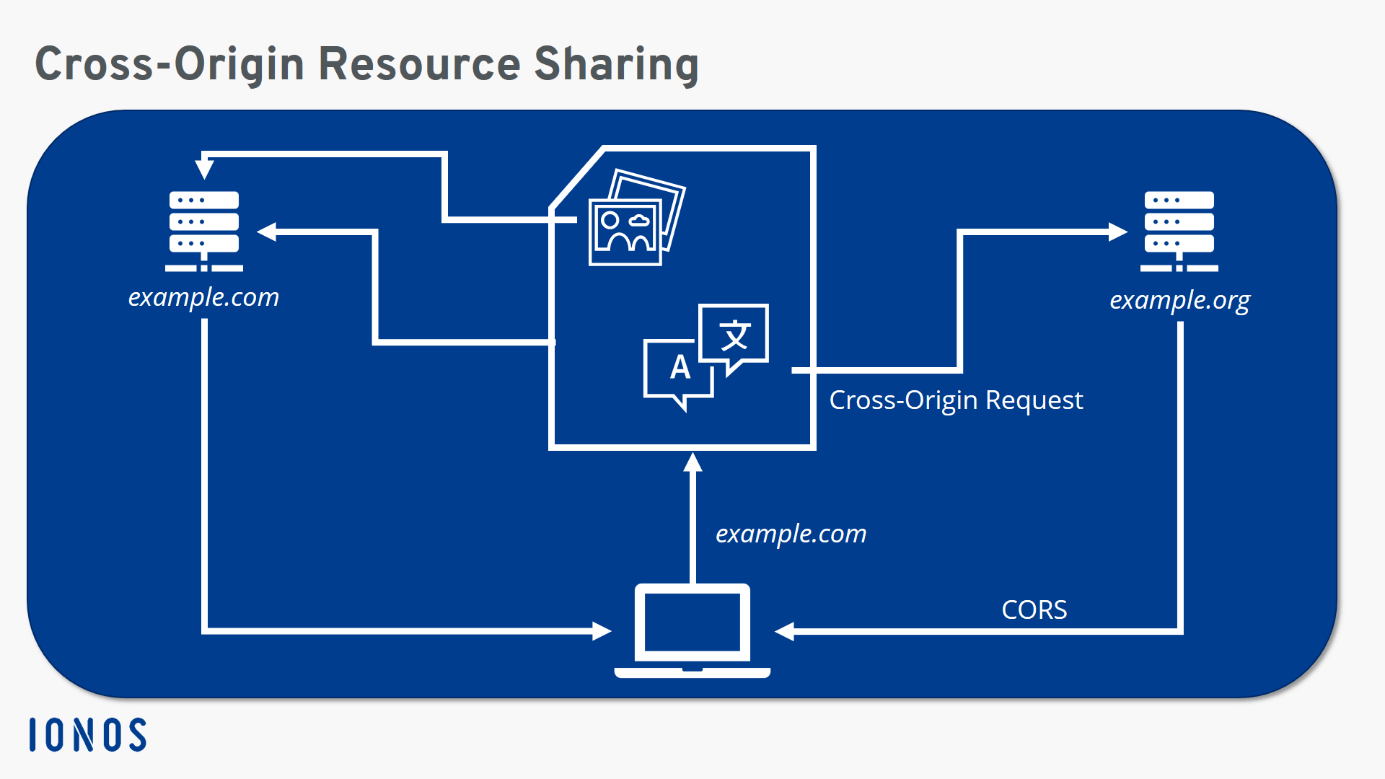 Cross-Origin Resource Sharing
example.com
文
A
example.org
Cross-Origin Request
example.com
CORS
IONOS